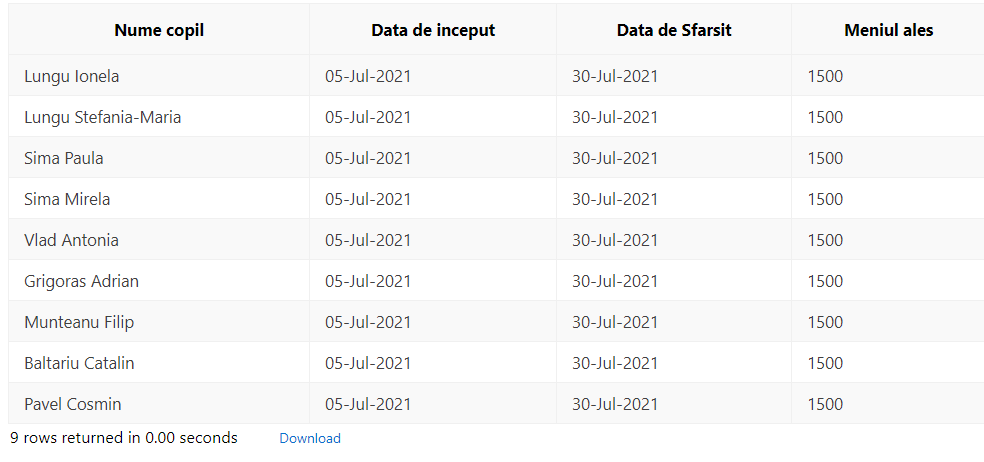 Nume copil Data de inceput Data de Sfarsit Meniul ales
Lungu Ionela 05-Jul-2021 30-Jul-2021 1500
Lungu Stefania-Maria 05-Jul-2021 30-Jul-2021 1500
Sima Paula 05-Jul-2021 30-Jul-2021 1500
Sima Mirela 05-Jul-2021 30-Jul-2021 1500
Vlad Antonia 05-Jul-2021 30-Jul-2021 1500
Grigoras Adrian 05-Jul-2021 30-Jul-2021 1500
Munteanu Filip 05-Jul-2021 30-Jul-2021 1500
Baltariu Catalin 05-Jul-2021 30-Jul-2021 1500
Pavel Cosmin 05-Jul-2021 30-Jul-2021 1500
9 rows returned in 0.00 seconds Download